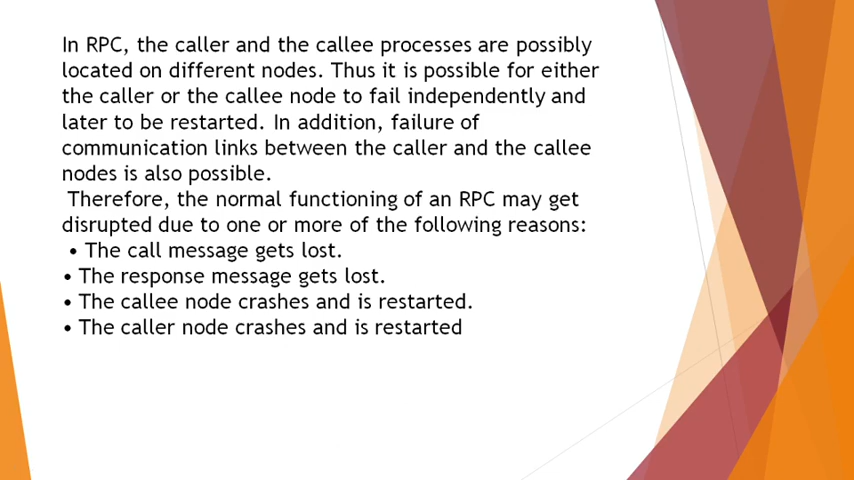 In RPC, the caller and the callee processes are possibly
located on different nodes. Thus it is possible for either
the caller or the callee node to fail independently and
later to be restarted. In addition, failure of
communication links between the caller and the callee
nodes is also possible.
Therefore, the normal functioning of an RPC may get
disrupted due to one or more of the following reasons:
• The call message gets lost.
• The response message gets lost.
• The callee node crashes and is restarted.
• The caller node crashes and is restarted